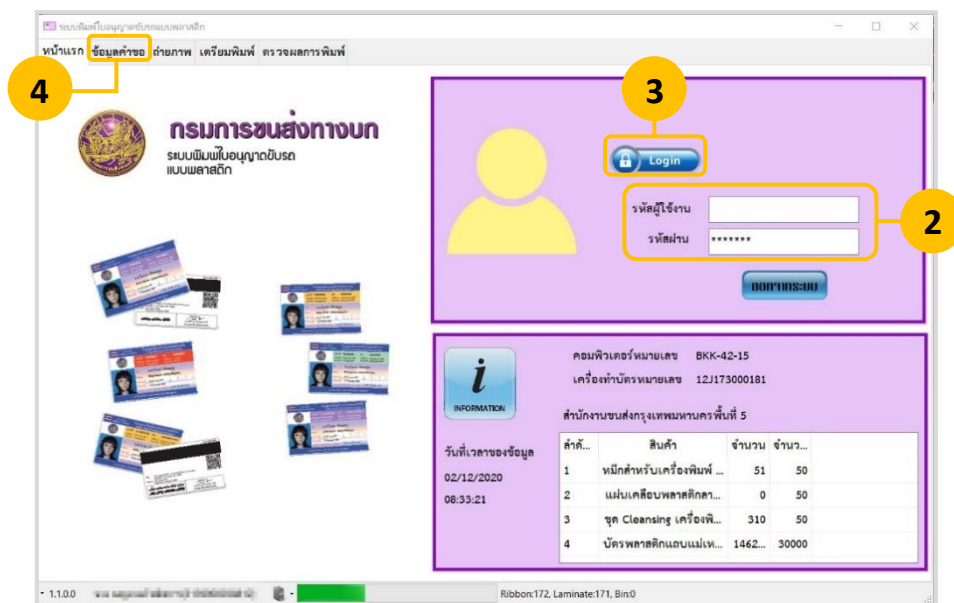 ระบบพิมพ์ใบอนุญาตขับรถแบบพลาสติก
หน้าแรก ข้อมูลคำขอ ถ่ายภาพ เตรียมพิมพ์ ตรวจผลการพิมพ์
4
3
กรมการขนส่งทางบก
ระบบพิมพ์ใบอนุญาตขับรถ
แบบพลาสติก
Login
รหัสผู้ใช้งาน
2
รหัสผ่าน *******
ออกจากระบบ
i
INFORMATION
คอมพิวเตอร์หมายเลข BKK-42-15
เครื่องทำบัตรหมายเลข 12J173000181
สำนักงานขนส่งกรุงเทพมหานครพื้นที่ 5
วันที่เวลาของข้อมูล
02/12/2020
08:33:21
ลำดั... สินค้า จำนวน จำนว...
1 หมึกสำหรับเครื่องพิมพ์ ... 51 50
2 แผ่นเคลือบพลาสติกลา... 0 50
3 ชุด Cleansing เครื่องพิ... 310 50
4 บัตรพลาสติกแถบแม่เห... 1462... 30000
1.1.0.0
Ribbon:172, Laminate:171, Bin:0